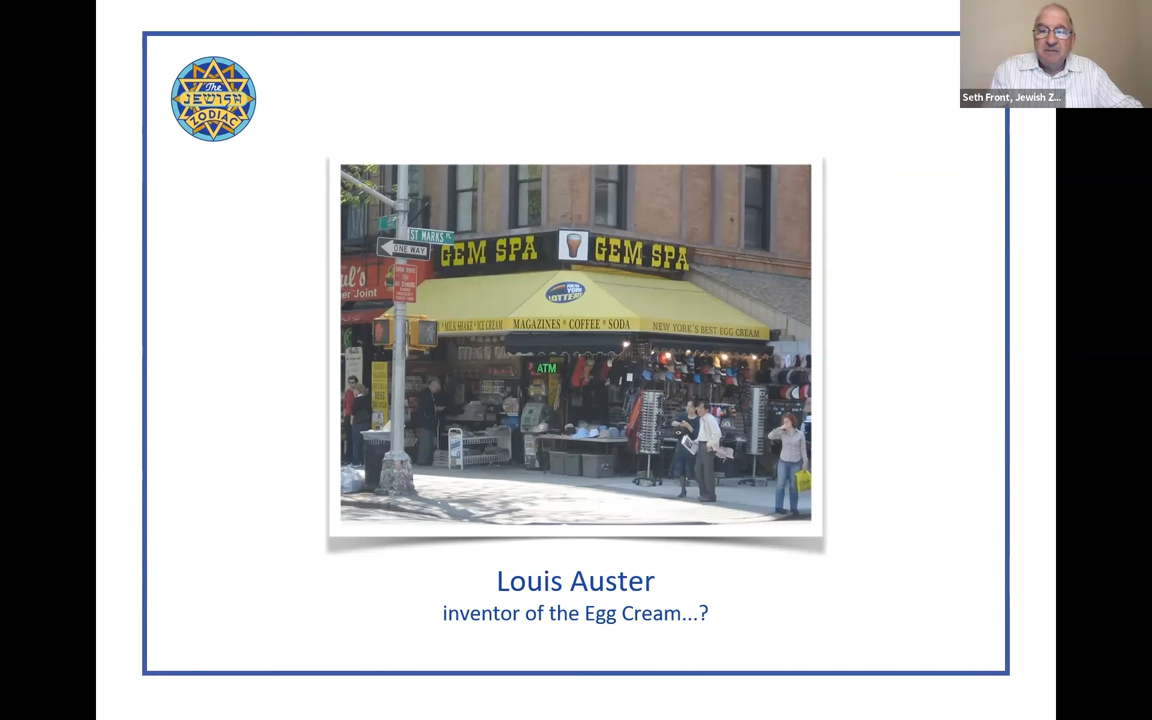 The
JEWISH
ZODIAC
Seth Front, Jewish Z...
ST MARKS PL
ONE WAY
GEM SPA
GEM SPA
NEW YORK
LOTTERY
* MILK SHAKE * ICE CREAM
MAGAZINES * COFFEE * SODA
NEW YORK'S BEST EGG CREAM
ATM
Louis Auster
inventor of the Egg Cream...?